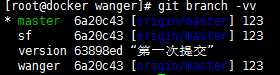 [root@docker wanger]# git branch -vv
* master  6a20c43 [origin/master] 123
  sf      6a20c43 [origin/master] 123
  version 63898ed “第一次提交”
  wanger  6a20c43 [origin/master] 123